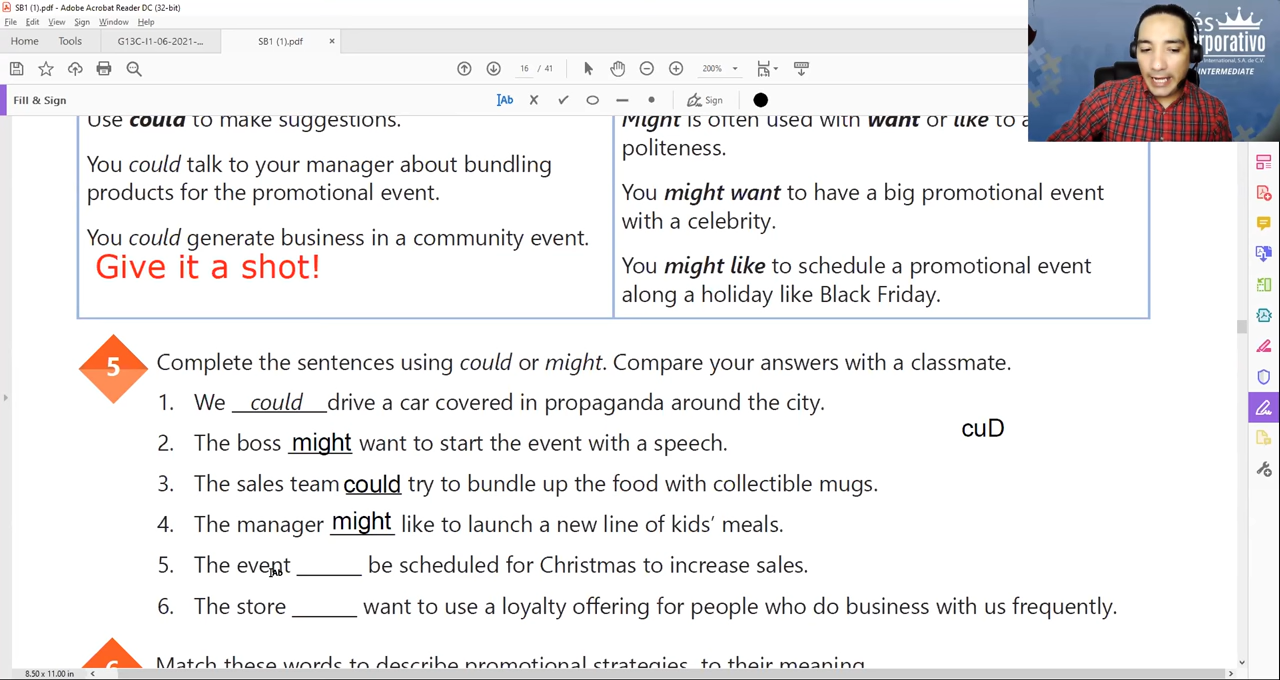 SB1 (1).pdf - Adobe Acrobat Reader DC (32-bit)
File Edit View Sign Window Help
Home Tools G13C-I1-06-2021-... SB1 (1).pdf ×
16 / 41 200%
Fill & Sign
Ab Sign
és
orporativo
International, S.A. de C.V.
INTERMEDIATE
Use could to make suggestions.
You could talk to your manager about bundling
products for the promotional event.
You could generate business in a community event.
Give it a shot!
Might is often used with want or like to a
politeness.
You might want to have a big promotional event
with a celebrity.
You might like to schedule a promotional event
along a holiday like Black Friday.
5 Complete the sentences using could or might. Compare your answers with a classmate.
1. We could drive a car covered in propaganda around the city.
cuD
2. The boss might want to start the event with a speech.
3. The sales team could try to bundle up the food with collectible mugs.
4. The manager might like to launch a new line of kids’ meals.
5. The event ______ be scheduled for Christmas to increase sales.
6. The store ______ want to use a loyalty offering for people who do business with us frequently.
Match these words to describe promotional strategies, to their meaning
8.50 x 11.00 in